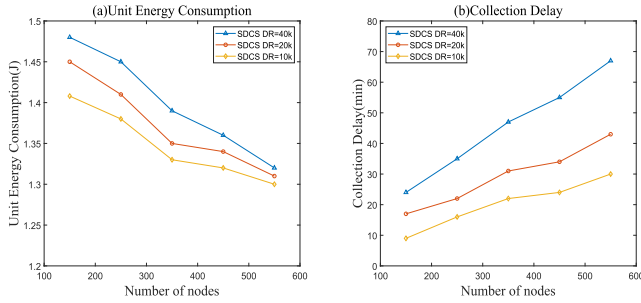 (a)Unit Energy Consumption
SDCS DR=40k
SDCS DR=20k
SDCS DR=10k
Unit Energy Consumption(J)
1.5
1.45
1.4
1.35
1.3
1.25
1.2
100 200 300 400 500 600
Number of nodes
(b)Collection Delay
SDCS DR=40k
SDCS DR=20k
SDCS DR=10k
Collection Delay(min)
80
70
60
50
40
30
20
10
0
100 200 300 400 500 600
Number of nodes